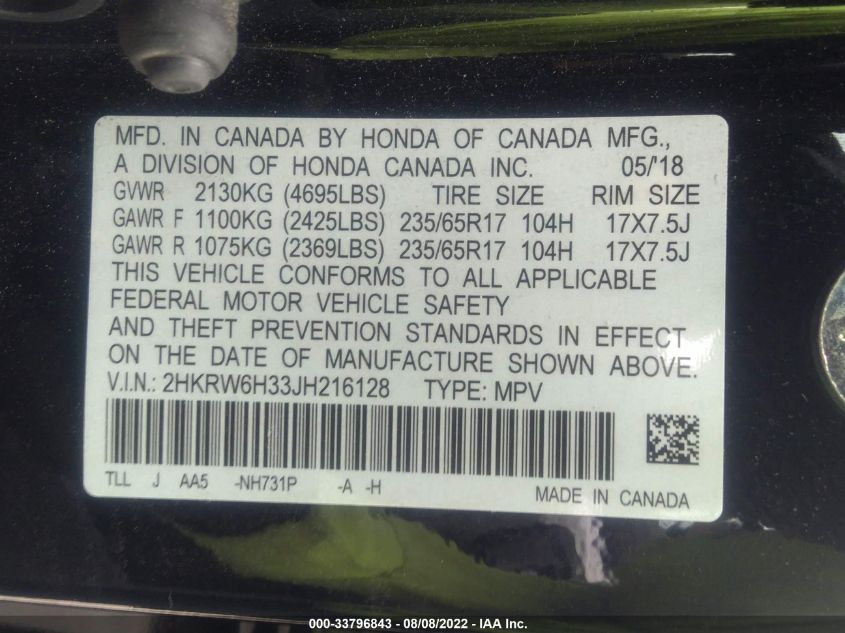 MFD. IN CANADA BY HONDA OF CANADA MFG.,
A DIVISION OF HONDA CANADA INC. 05/'18
GVWR 2130KG (4695LBS) TIRE SIZE RIM SIZE
GAWR F 1100KG (2425LBS) 235/65R17 104H 17X7.5J
GAWR R 1075KG (2369LBS) 235/65R17 104H 17X7.5J
THIS VEHICLE CONFORMS TO ALL APPLICABLE
FEDERAL MOTOR VEHICLE SAFETY
AND THEFT PREVENTION STANDARDS IN EFFECT
ON THE DATE OF MANUFACTURE SHOWN ABOVE.
V.I.N.: 2HKRW6H33JH216128 TYPE: MPV
TLL J AA5 -NH731P -A -H
MADE IN CANADA
000-33796843 - 08/08/2022 - IAA Inc.